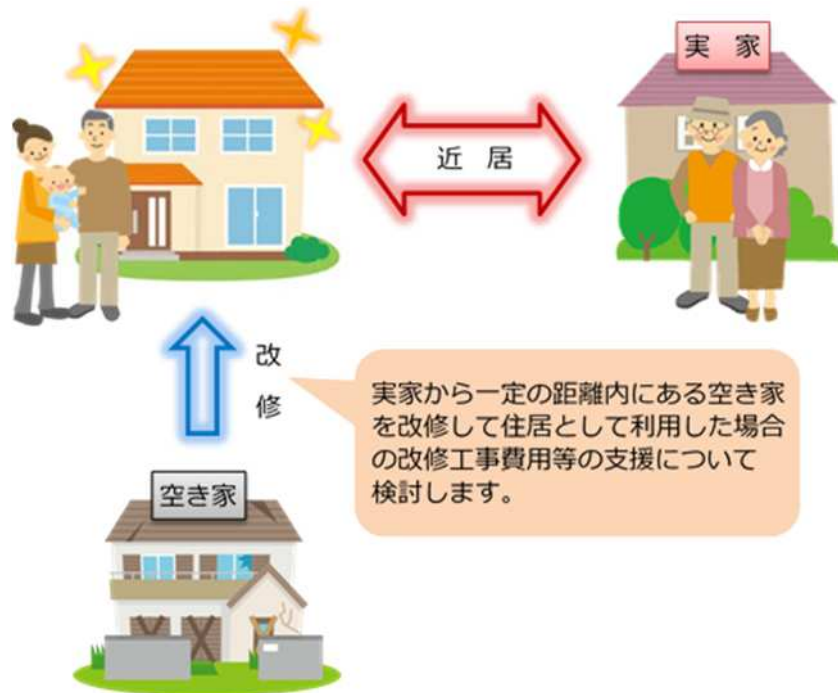 実家
近居
改修
実家から一定の距離内にある空き家
を改修して住居として利用した場合
の改修工事費用等の支援について
検討します。
空き家